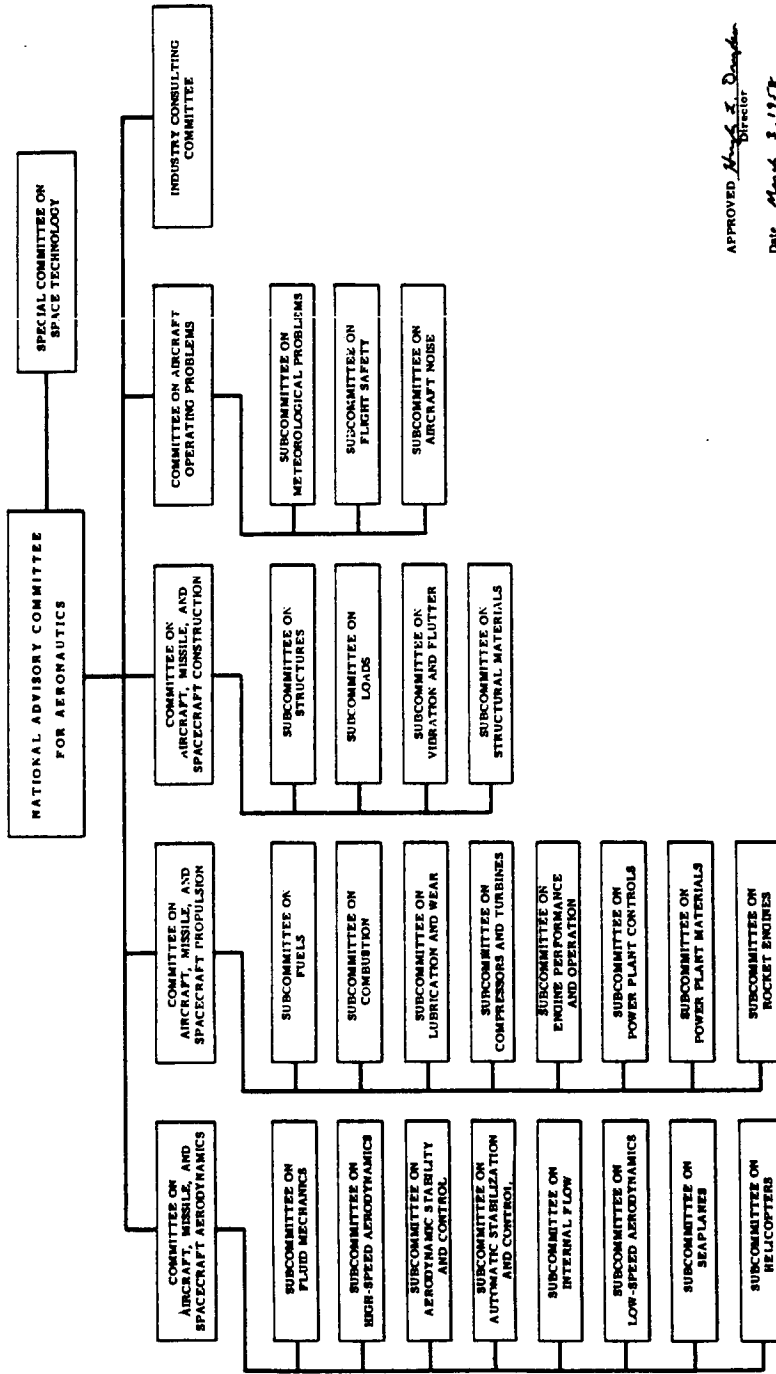 NATIONAL ADVISORY COMMITTEE
FOR AERONAUTICS
SPECIAL COMMITTEE ON
SPACE TECHNOLOGY
COMMITTEE ON
AIRCRAFT, MISSILE, AND
SPACECRAFT AERODYNAMICS
SUBCOMMITTEE ON
FLUID MECHANICS
SUBCOMMITTEE ON
HIGH-SPEED AERODYNAMICS
SUBCOMMITTEE ON
AERODYNAMIC STABILITY
AND CONTROL
SUBCOMMITTEE ON
AUTOMATIC STABILIZATION
AND CONTROL
SUBCOMMITTEE ON
INTERNAL FLOW
SUBCOMMITTEE ON
LOW-SPEED AERODYNAMICS
SUBCOMMITTEE ON
SEAPLANES
SUBCOMMITTEE ON
HELICOPTERS
COMMITTEE ON
AIRCRAFT, MISSILE, AND
SPACECRAFT PROPULSION
SUBCOMMITTEE ON
FUELS
SUBCOMMITTEE ON
COMBUSTION
SUBCOMMITTEE ON
LUBRICATION AND WEAR
SUBCOMMITTEE ON
COMPRESSORS AND TURBINES
SUBCOMMITTEE ON
ENGINE PERFORMANCE
AND OPERATION
SUBCOMMITTEE ON
POWER PLANT CONTROLS
SUBCOMMITTEE ON
POWER PLANT MATERIALS
SUBCOMMITTEE ON
ROCKET ENGINES
COMMITTEE ON
AIRCRAFT, MISSILE, AND
SPACECRAFT CONSTRUCTION
SUBCOMMITTEE ON
STRUCTURES
SUBCOMMITTEE ON
LOADS
SUBCOMMITTEE ON
VIBRATION AND FLUTTER
SUBCOMMITTEE ON
STRUCTURAL MATERIALS
COMMITTEE ON AIRCRAFT
OPERATING PROBLEMS
SUBCOMMITTEE ON
METEOROLOGICAL PROBLEMS
SUBCOMMITTEE ON
FLIGHT SAFETY
SUBCOMMITTEE ON
AIRCRAFT NOISE
INDUSTRY CONSULTING
COMMITTEE
APPROVED Hugh L. Dryden
Director
Date March 3, 1958